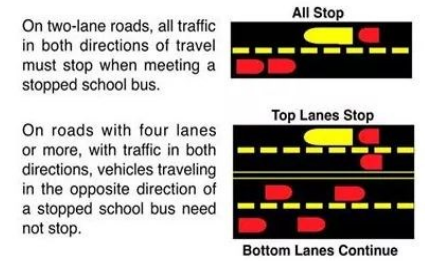 All Stop
On two-lane roads, all traffic
in both directions of travel
must stop when meeting a
stopped school bus.
Top Lanes Stop
On roads with four lanes
or more, with traffic in both
directions, vehicles traveling
in the opposite direction of
a stopped school bus need
not stop.
Bottom Lanes Continue